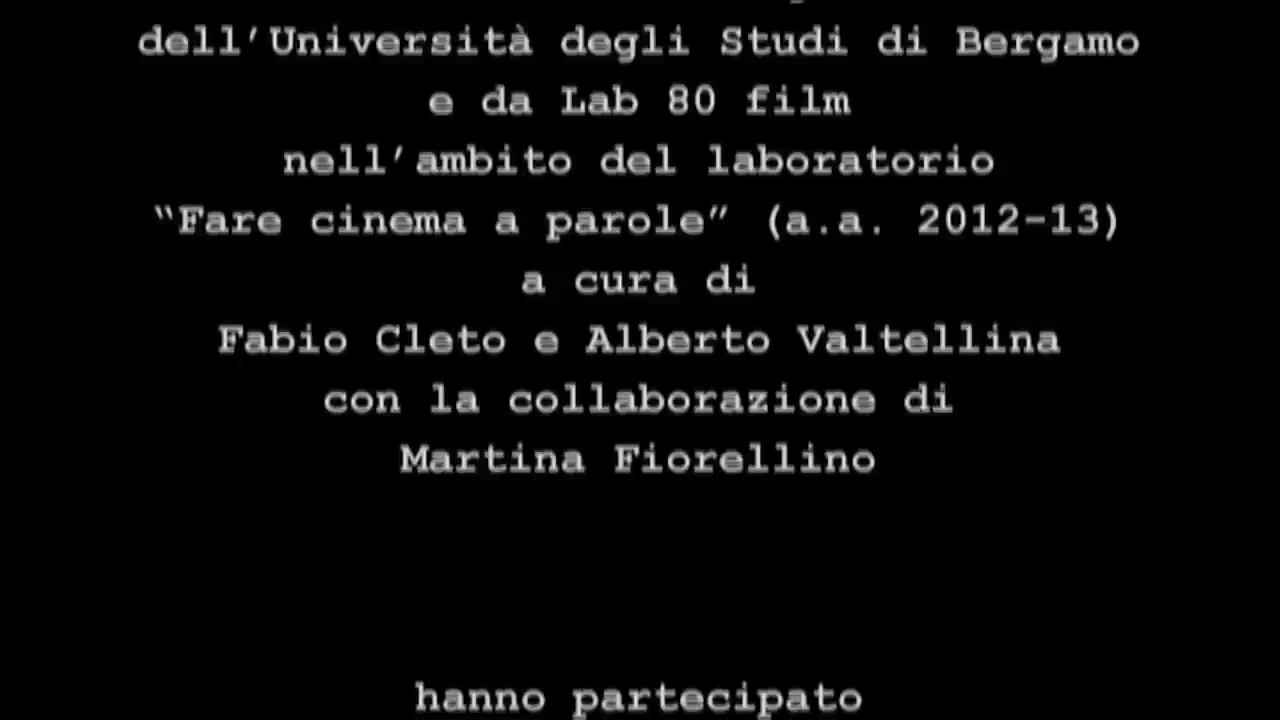 dell'Università degli Studi di Bergamo
e da Lab 80 film
nell'ambito del laboratorio
“Fare cinema a parole” (a.a. 2012-13)
a cura di
Fabio Cleto e Alberto Valtellina
con la collaborazione di
Martina Fiorellino
hanno partecipato